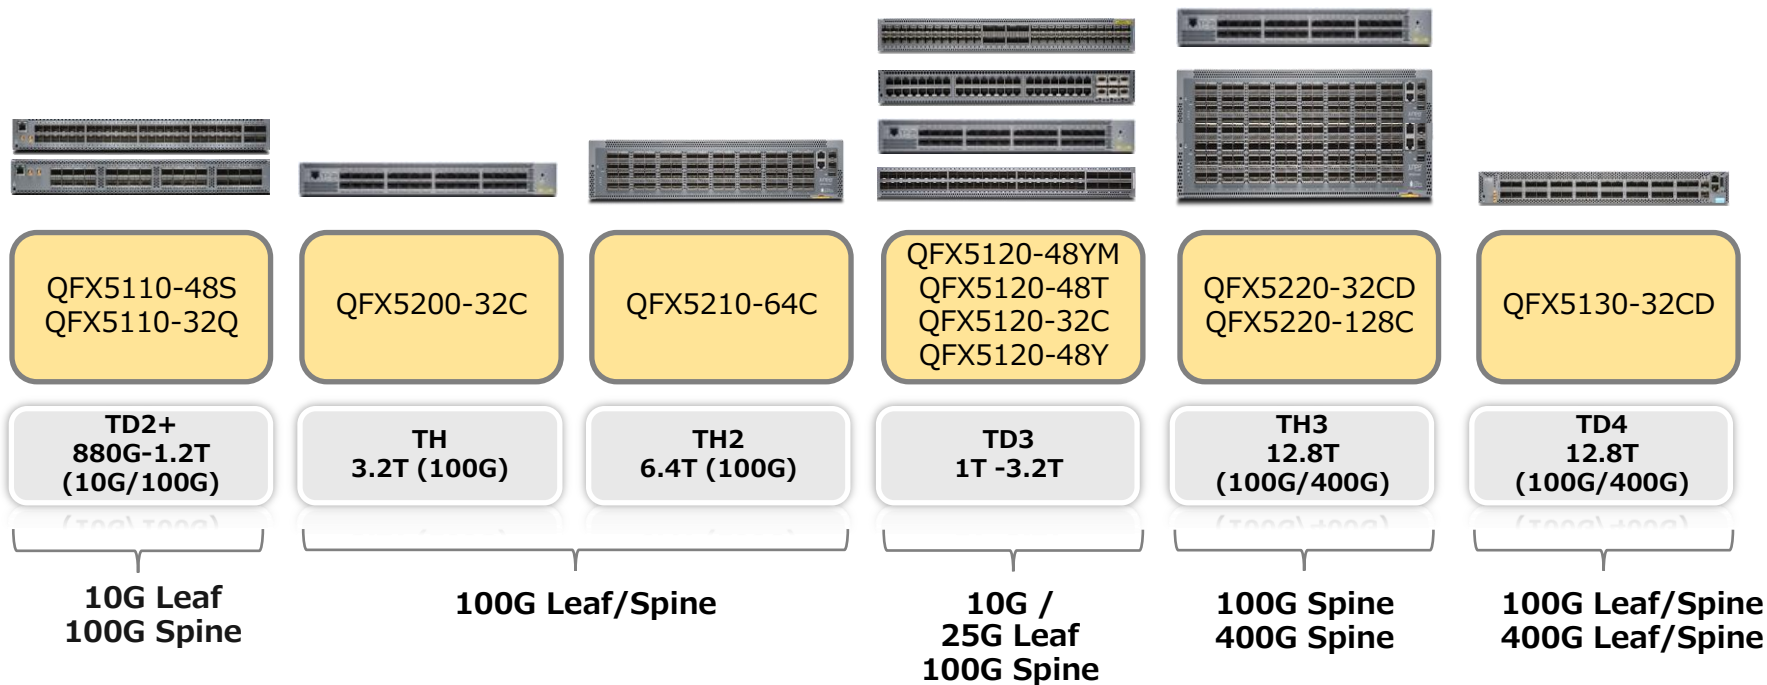 QFX5110-48S
QFX5110-32Q
QFX5200-32C
QFX5210-64C
QFX5120-48YM
QFX5120-48T
QFX5120-32C
QFX5120-48Y
QFX5220-32CD
QFX5220-128C
QFX5130-32CD
TD2+
880G-1.2T
(10G/100G)
TH
3.2T (100G)
TH2
6.4T (100G)
TD3
1T -3.2T
TH3
12.8T
(100G/400G)
TD4
12.8T
(100G/400G)
10G Leaf
100G Spine
100G Leaf/Spine
10G /
25G Leaf
100G Spine
100G Spine
400G Spine
100G Leaf/Spine
400G Leaf/Spine